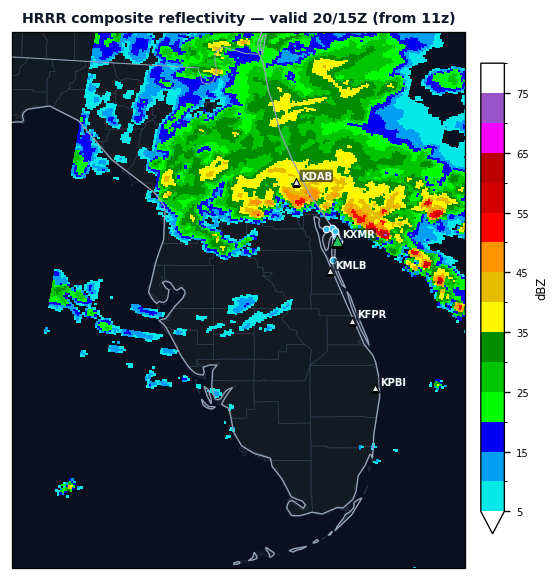 HRRR composite reflectivity — valid 20/15Z (from 11z)
KDAB
KXMR
KMLB
KFPR
KPBI
75
65
55
45
35
25
15
5
dBZ